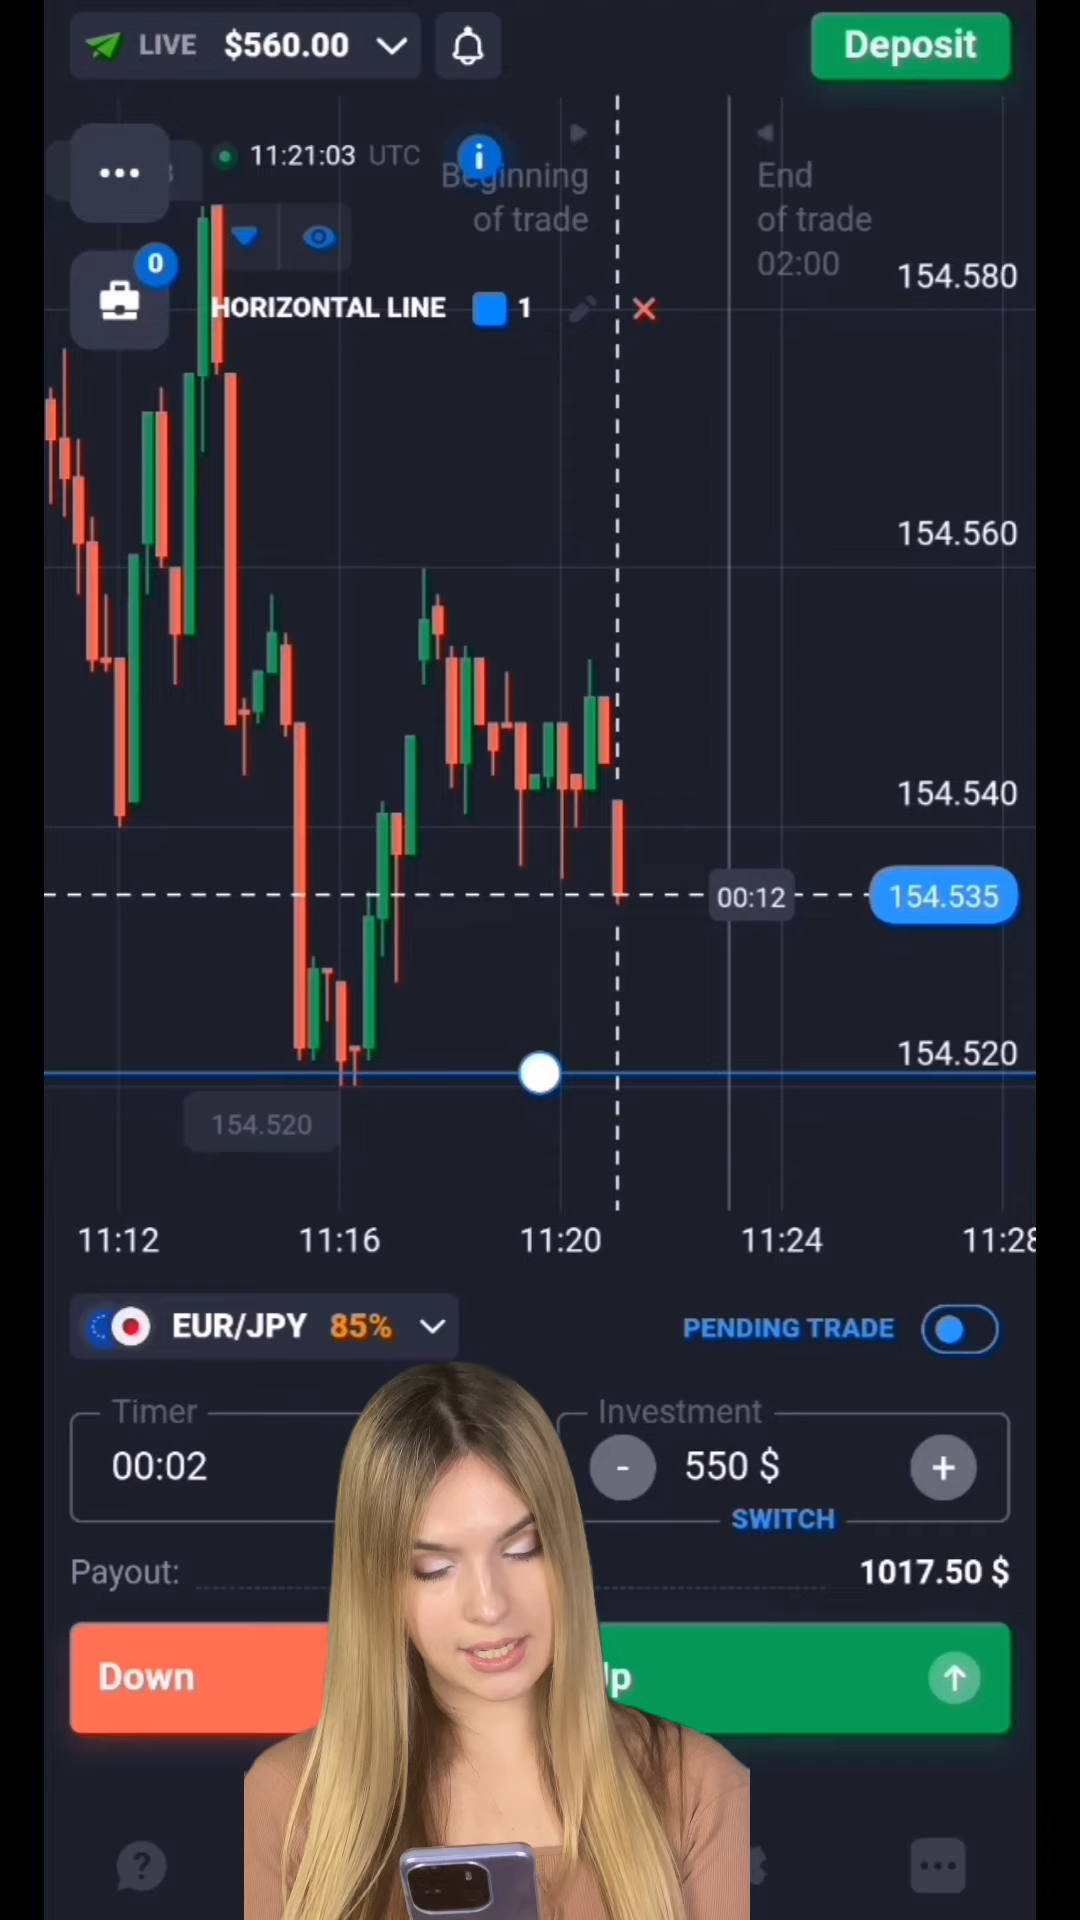 LIVE $560.00
Deposit
11:21:03 UTC
Beginning
of trade
End
of trade
02:00
154.580
0
HORIZONTAL LINE 1
154.560
154.540
00:12
154.535
154.520
154.520
11:12 11:16 11:20 11:24 11:28
EUR/JPY 85%
PENDING TRADE
Timer
00:02
Investment
- 550 $ +
SWITCH
Payout: 1017.50 $
Down